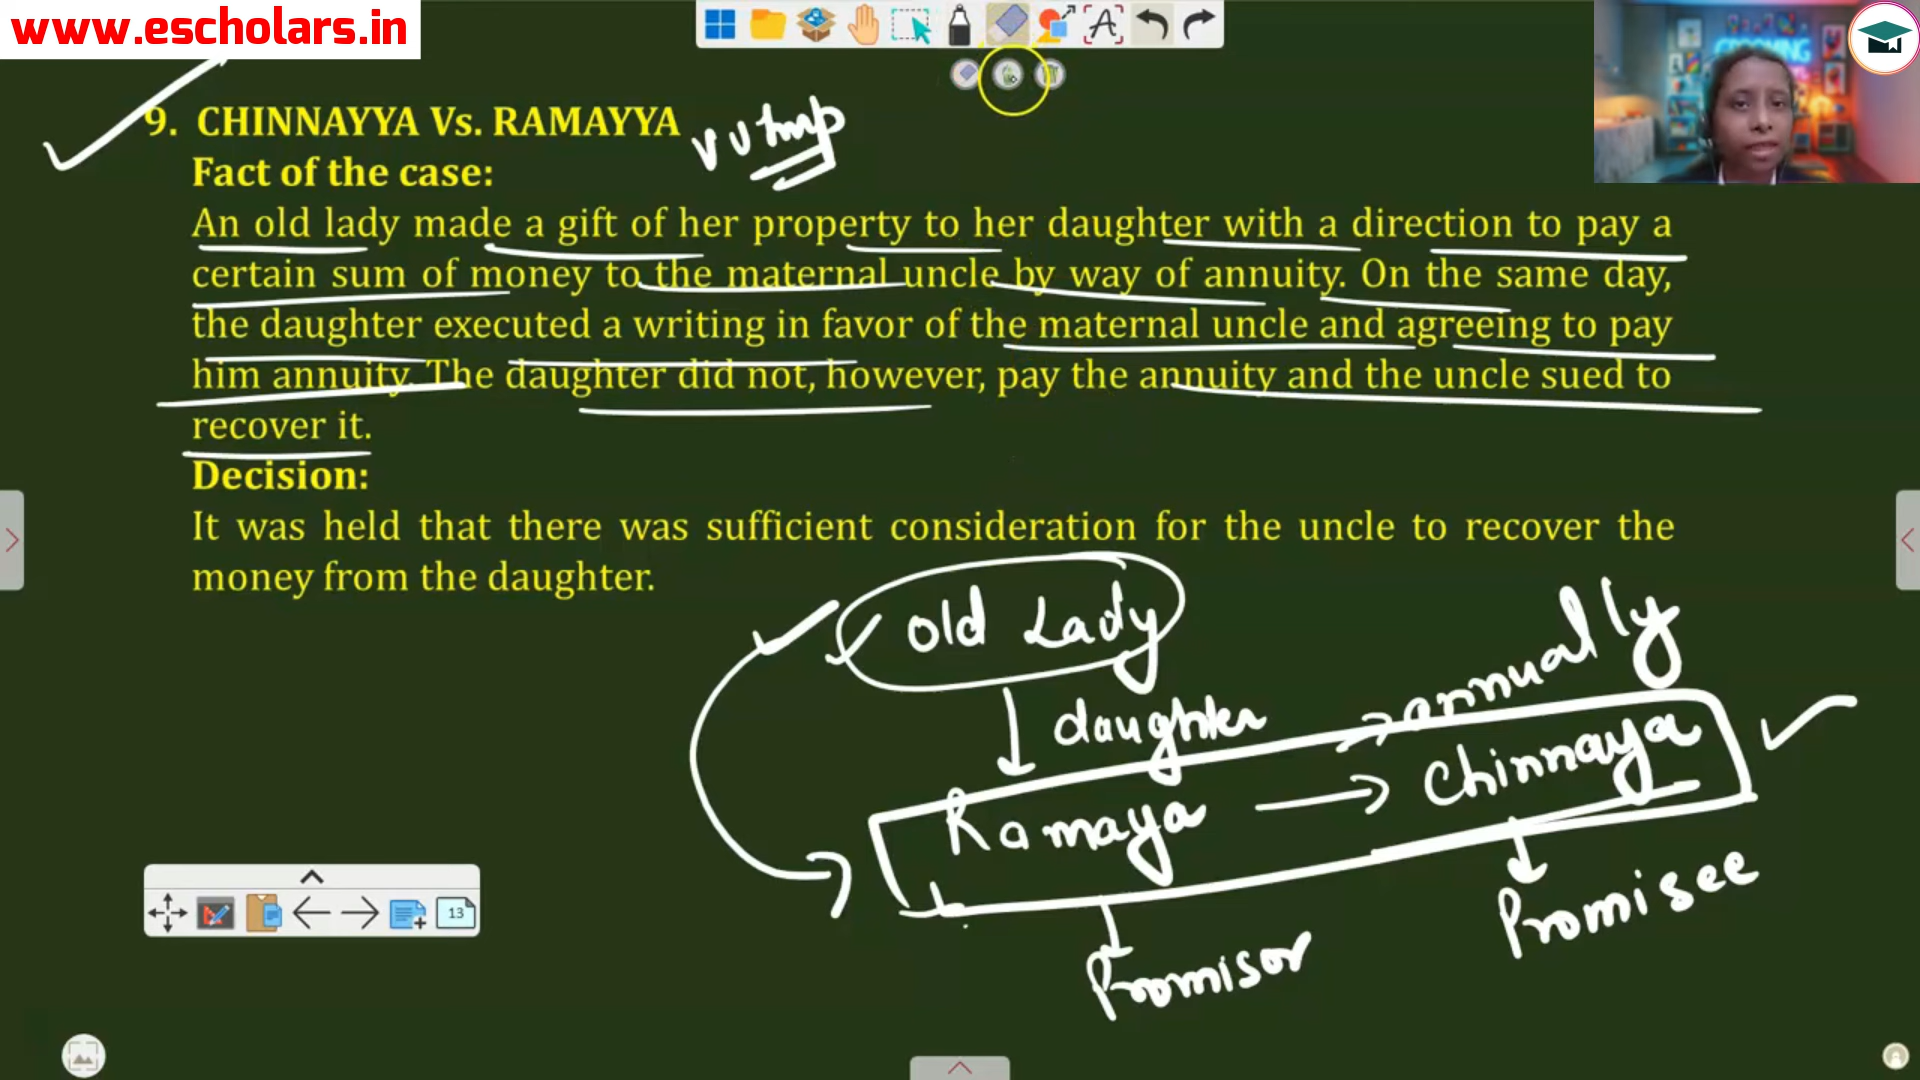 www.escholars.in
9. CHINNAYYA Vs. RAMAYYA
V V Imp
Fact of the case:
An old lady made a gift of her property to her daughter with a direction to pay a
certain sum of money to the maternal uncle by way of annuity. On the same day,
the daughter executed a writing in favor of the maternal uncle and agreeing to pay
him annuity. The daughter did not, however, pay the annuity and the uncle sued to
recover it.
Decision:
It was held that there was sufficient consideration for the uncle to recover the
money from the daughter.
old Lady
daughter
annually
Ramaya
Chinnaya
Promisor
Promisee
13